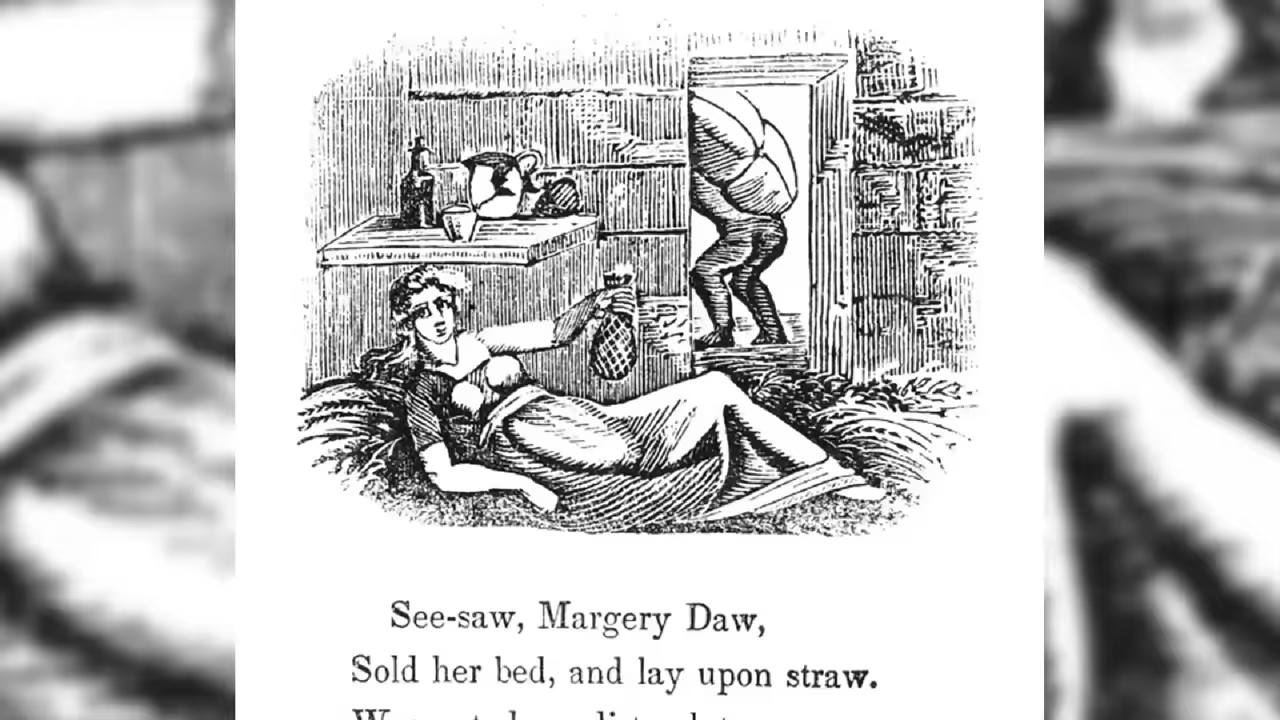 See-saw, Margery Daw,
Sold her bed, and lay upon straw.